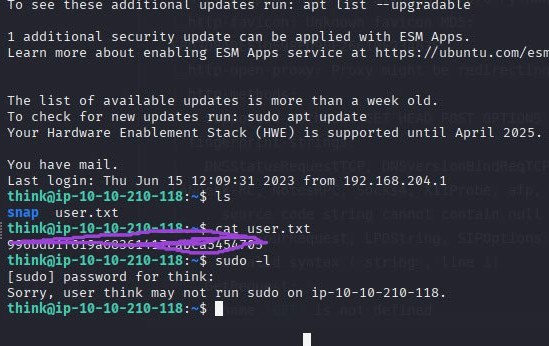 To see these additional updates run: apt list --upgradable
1 additional security update can be applied with ESM Apps.
Learn more about enabling ESM Apps service at https://ubuntu.com/esm
The list of available updates is more than a week old.
To check for new updates run: sudo apt update
Your Hardware Enablement Stack (HWE) is supported until April 2025.
You have mail.
Last login: Thu Jun 15 12:09:31 2023 from 192.168.204.1
think@ip-10-10-210-118:~$ ls
snap user.txt
think@ip-10-10-210-118:~$ cat user.txt
think@ip-10-10-210-118:~$ sudo -l
[sudo] password for think:
Sorry, user think may not run sudo on ip-10-10-210-118.
think@ip-10-10-210-118:~$